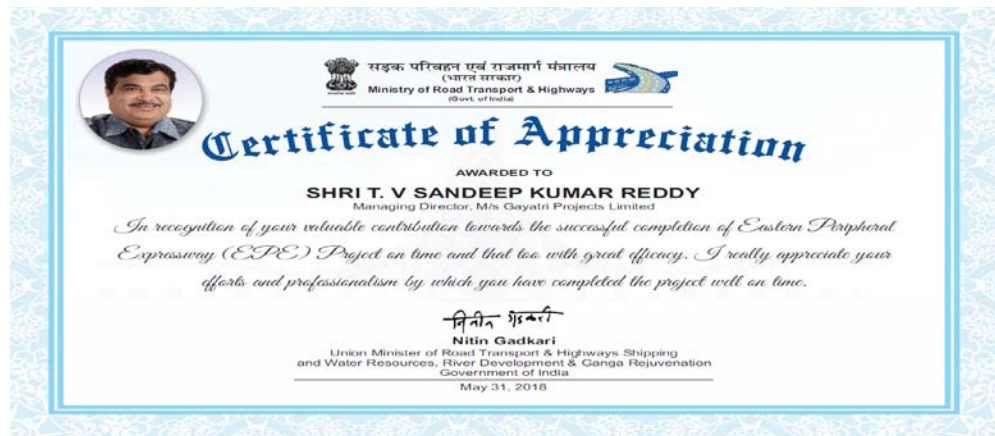 सड़क परिवहन एवं राजमार्ग मंत्रालय
(भारत सरकार)
Ministry of Road Transport & Highways
(Govt. of India)
Certificate of Appreciation
AWARDED TO
SHRI T. V SANDEEP KUMAR REDDY
Managing Director, M/s Gayatri Projects Limited
In recognition of your valuable contribution towards the successful completion of Eastern Peripheral
Expressway (EPE) Project on time and that too with great efficacy. I really appreciate your
efforts and professionalism by which you have completed the project well on time.
नितीन गडकरी
Nitin Gadkari
Union Minister of Road Transport & Highways Shipping
and Water Resources, River Development & Ganga Rejuvenation
Government of India
May 31, 2018